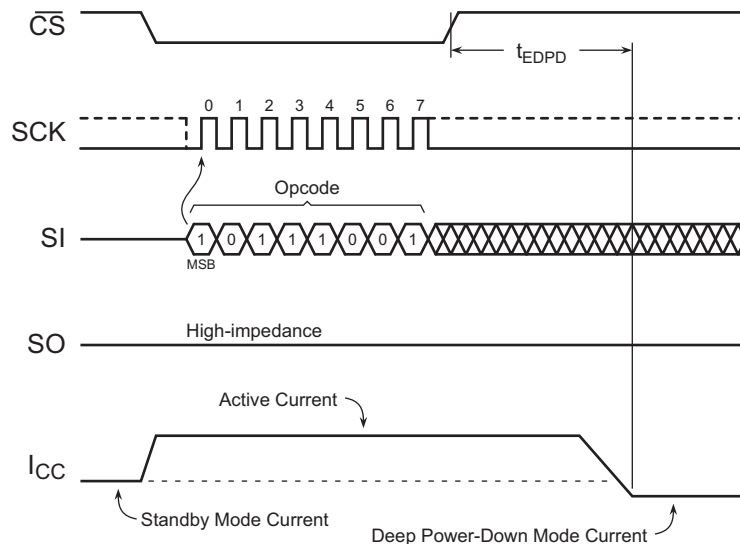 CS
tEDPD
0 1 2 3 4 5 6 7
SCK
Opcode
SI
1 0 1 1 1 0 0 1
MSB
High-impedance
SO
Active Current
ICC
Standby Mode Current
Deep Power-Down Mode Current